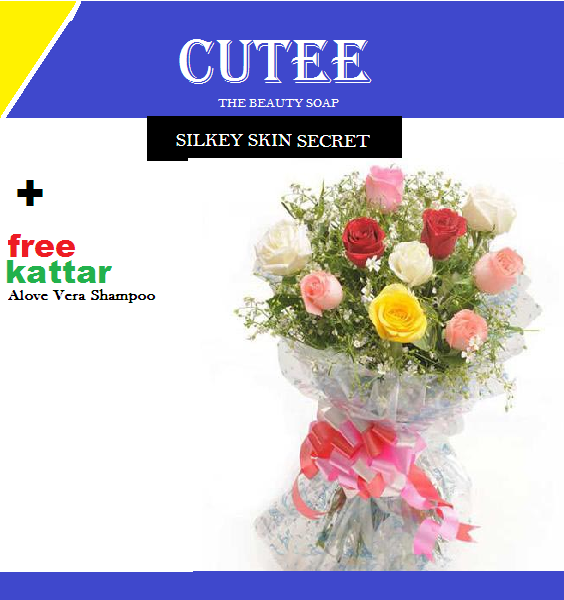 CUTEE
THE BEAUTY SOAP
SILKEY SKIN SECRET
+
free
kattar
Alove Vera Shampoo